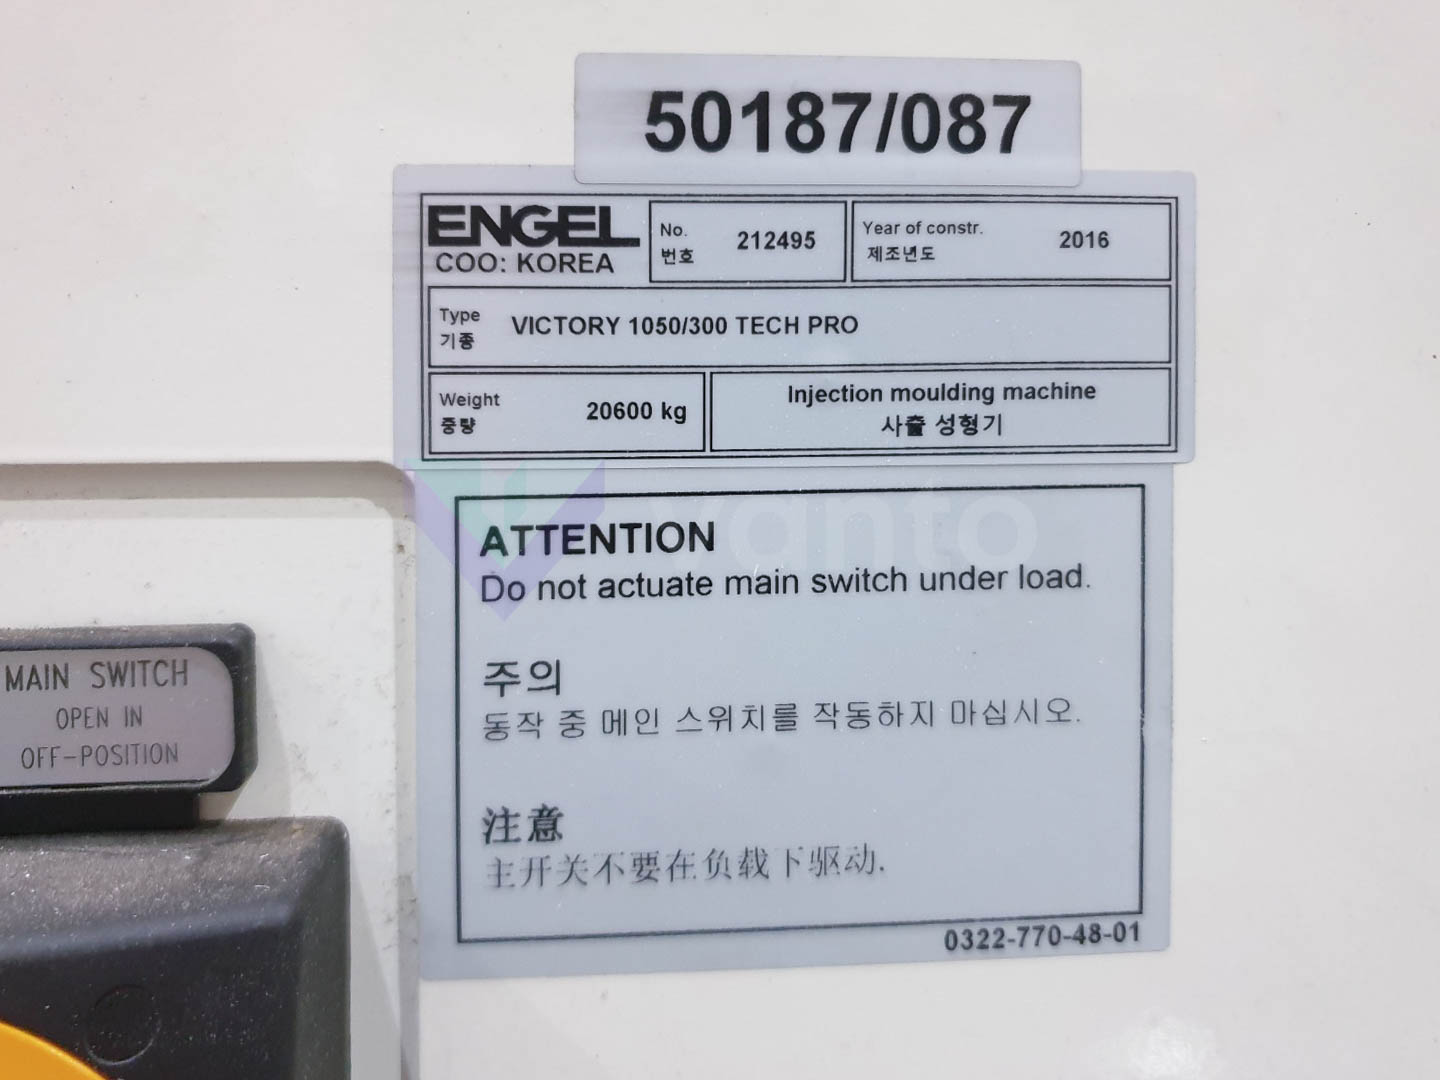 50187/087
ENGEL
COO: KOREA
No.
번호
212495
Year of constr.
제조년도
2016
Type
기종
VICTORY 1050/300 TECH PRO
Weight
중량
20600 kg
Injection moulding machine
사출 성형기
vanto
ATTENTION
Do not actuate main switch under load.
주의
동작 중 메인 스위치를 작동하지 마십시오.
注意
主开关不要在负载下驱动.
0322-770-48-01
MAIN SWITCH
OPEN IN
OFF-POSITION